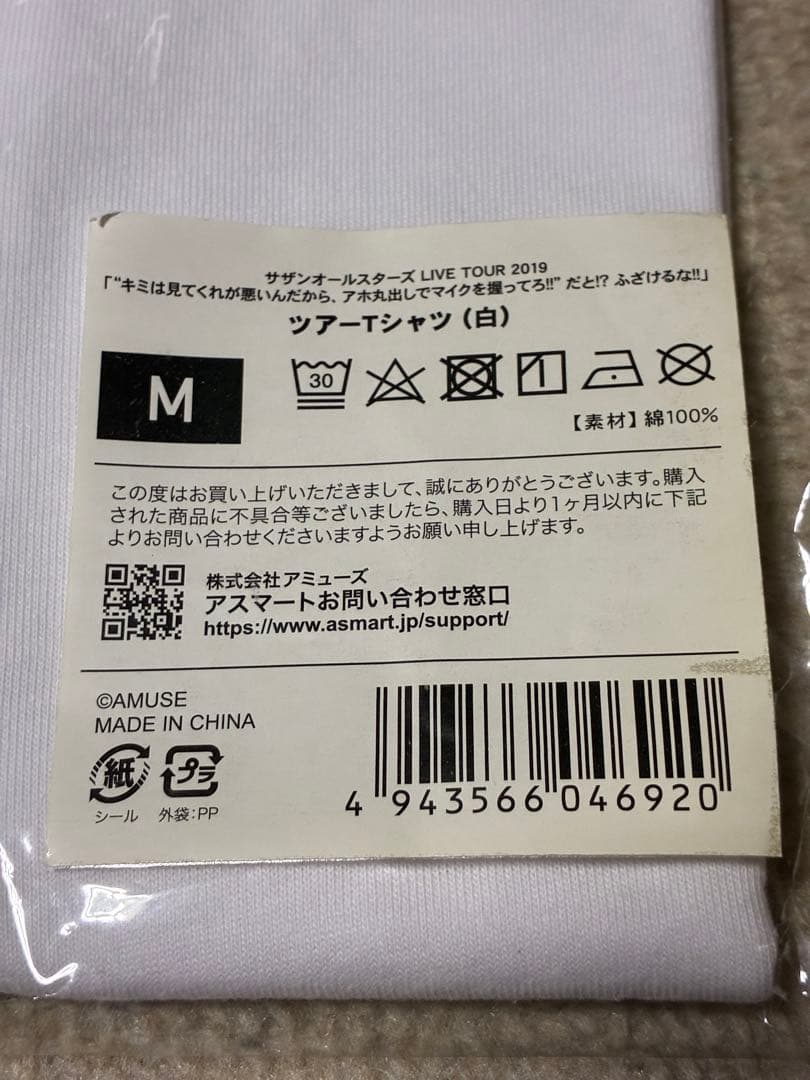 サザンオールスターズ LIVE TOUR 2019
「“キミは見てくれが悪いんだから、アホ丸出しでマイクを握ってろ!!”だと!? ふざけるな!!」
ツアーTシャツ（白）
M
30
【素材】綿100%
この度はお買い上げいただきまして、誠にありがとうございます。購入
された商品に不具合等ございましたら、購入日より1ヶ月以内に下記
よりお問い合わせくださいますようお願い申し上げます。
株式会社アミューズ
アスマートお問い合わせ窓口
https://www.asmart.jp/support/
©AMUSE
MADE IN CHINA
紙
プラ
シール
外袋:PP
4 943566 046920